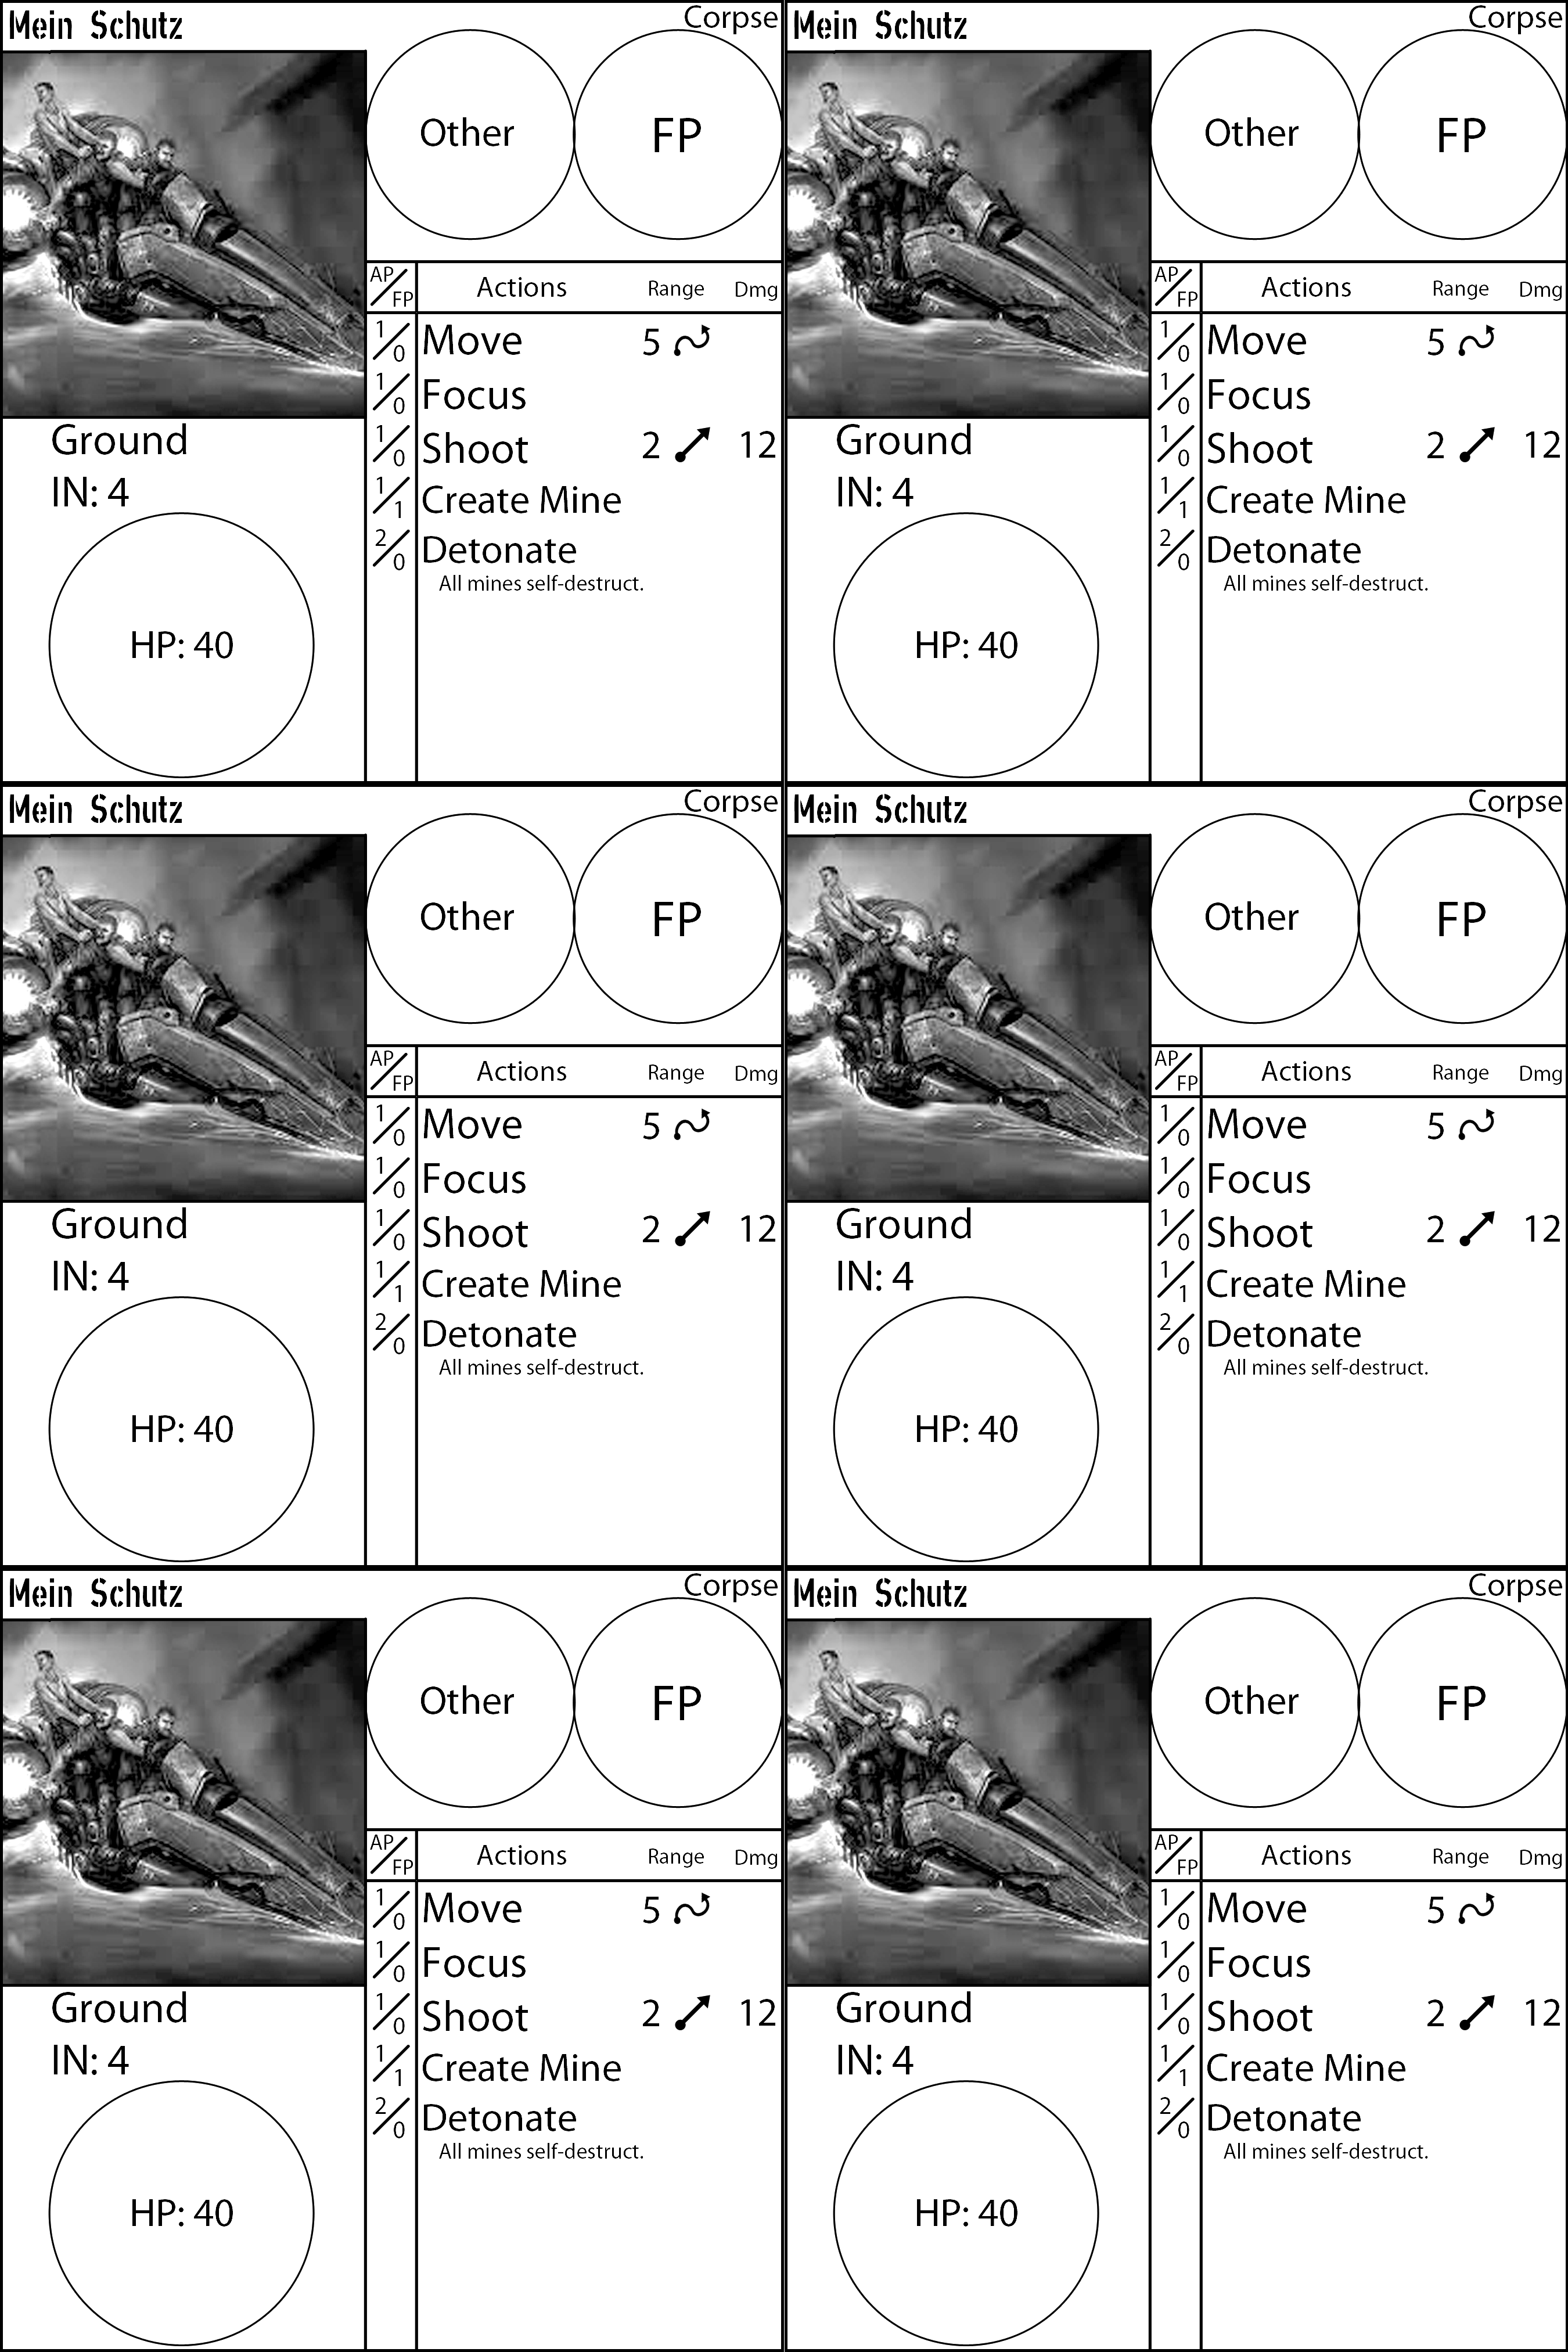 Mein Schutz
Corpse
Other FP
AP/FP Actions Range Dmg
1/0 Move 5
1/0 Focus
Ground
1/0 Shoot 2 12
IN: 4
1/1 Create Mine
2/0 Detonate
All mines self-destruct.
HP: 40
Mein Schutz
Corpse
Other FP
AP/FP Actions Range Dmg
1/0 Move 5
1/0 Focus
Ground
1/0 Shoot 2 12
IN: 4
1/1 Create Mine
2/0 Detonate
All mines self-destruct.
HP: 40
Mein Schutz
Corpse
Other FP
AP/FP Actions Range Dmg
1/0 Move 5
1/0 Focus
Ground
1/0 Shoot 2 12
IN: 4
1/1 Create Mine
2/0 Detonate
All mines self-destruct.
HP: 40
Mein Schutz
Corpse
Other FP
AP/FP Actions Range Dmg
1/0 Move 5
1/0 Focus
Ground
1/0 Shoot 2 12
IN: 4
1/1 Create Mine
2/0 Detonate
All mines self-destruct.
HP: 40
Mein Schutz
Corpse
Other FP
AP/FP Actions Range Dmg
1/0 Move 5
1/0 Focus
Ground
1/0 Shoot 2 12
IN: 4
1/1 Create Mine
2/0 Detonate
All mines self-destruct.
HP: 40
Mein Schutz
Corpse
Other FP
AP/FP Actions Range Dmg
1/0 Move 5
1/0 Focus
Ground
1/0 Shoot 2 12
IN: 4
1/1 Create Mine
2/0 Detonate
All mines self-destruct.
HP: 40